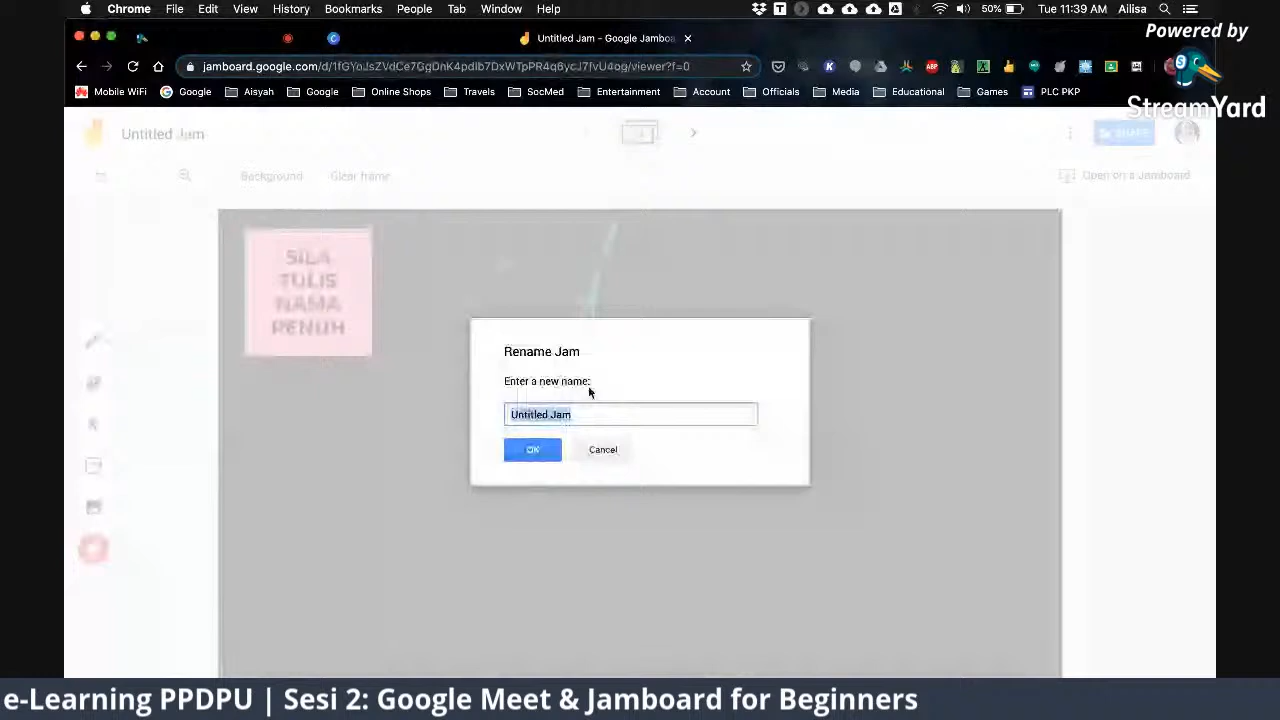 Chrome File Edit View History Bookmarks People Tab Window Help 50% Tue 11:39 AM Ailisa
Powered by
StreamYard
Untitled Jam - Google Jamboa
Mobile WiFi Google Aisyah Google Online Shops Travels SocMed Entertainment Account Officials Media Educational Games PLC PKP
Untitled Jam
SHARE
Background Clear frame Open on a Jamboard
SILA
TULIS
NAMA
PENUH
Rename Jam
Enter a new name:
Untitled Jam
OK Cancel
e-Learning PPDPU | Sesi 2: Google Meet & Jamboard for Beginners